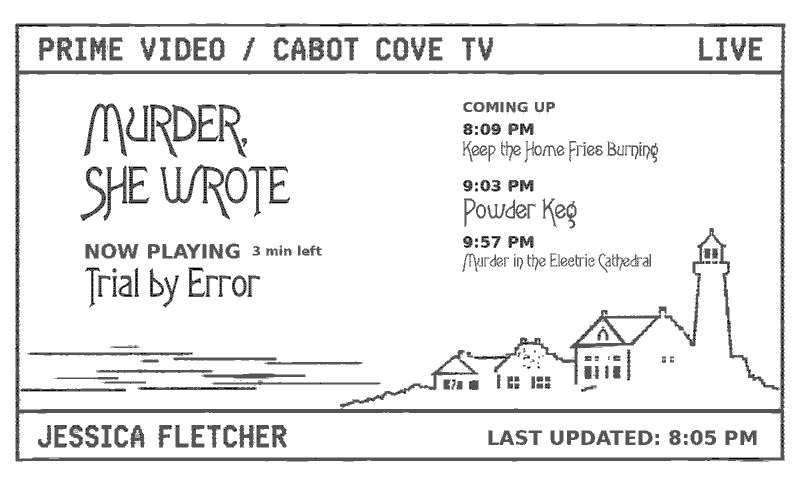 PRIME VIDEO / CABOT COVE TV
LIVE
MURDER,
SHE WROTE
NOW PLAYING 3 min left
Trial by Error
COMING UP
8:09 PM
Keep the Home Fries Burning
9:03 PM
Powder Keg
9:57 PM
Murder in the Electric Cathedral
JESSICA FLETCHER
LAST UPDATED: 8:05 PM